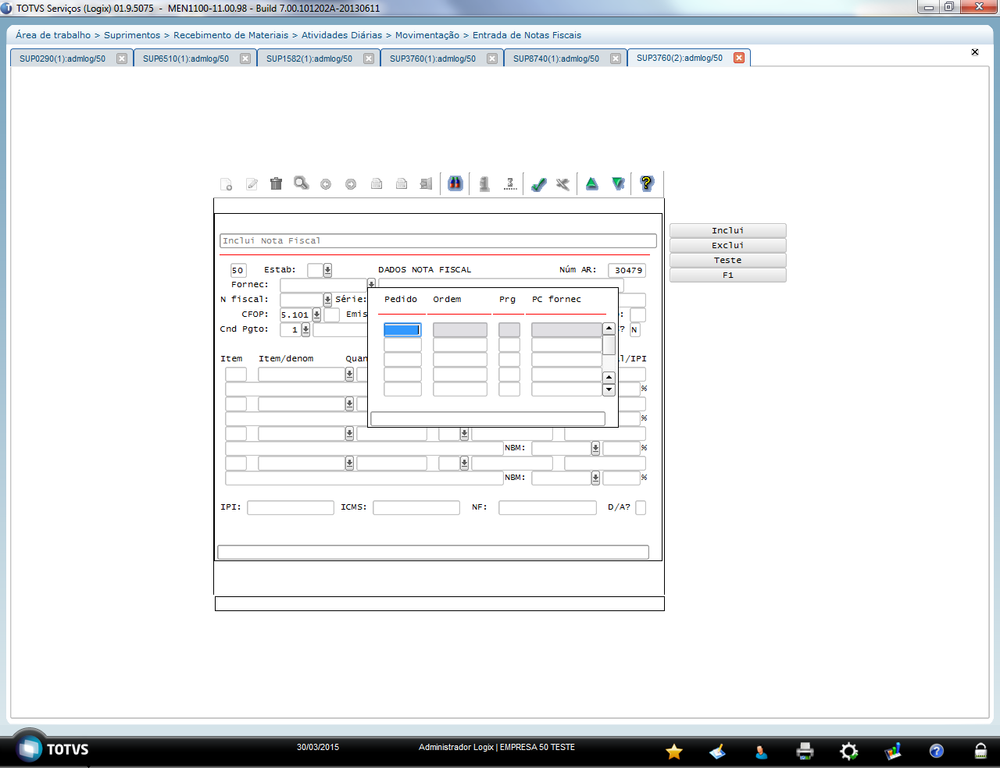 TOTVS Serviços (Logix) 01.9.5075 - MEN1100-11.00.98 - Build 7.00.101202A-20130611
Área de trabalho > Suprimentos > Recebimento de Materiais > Atividades Diárias > Movimentação > Entrada de Notas Fiscais
SUP0290(1):admlog/50 SUP6510(1):admlog/50 SUP1582(1):admlog/50 SUP3760(1):admlog/50 SUP8740(1):admlog/50 SUP3760(2):admlog/50
Inclui Nota Fiscal
Inclui
Exclui
Teste
F1
50 Estab: DADOS NOTA FISCAL Núm AR: 30479
Fornec:
N fiscal: Série:
CFOP: 5.101 Emis :
Cnd Pgto: 1 ? N
Pedido Ordem Prg PC fornec
Item Item/denom Quan l/IPI
%
%
NBM: %
NBM: %
IPI: ICMS: NF: D/A?
TOTVS 30/03/2015 Administrador Logix | EMPRESA 50 TESTE